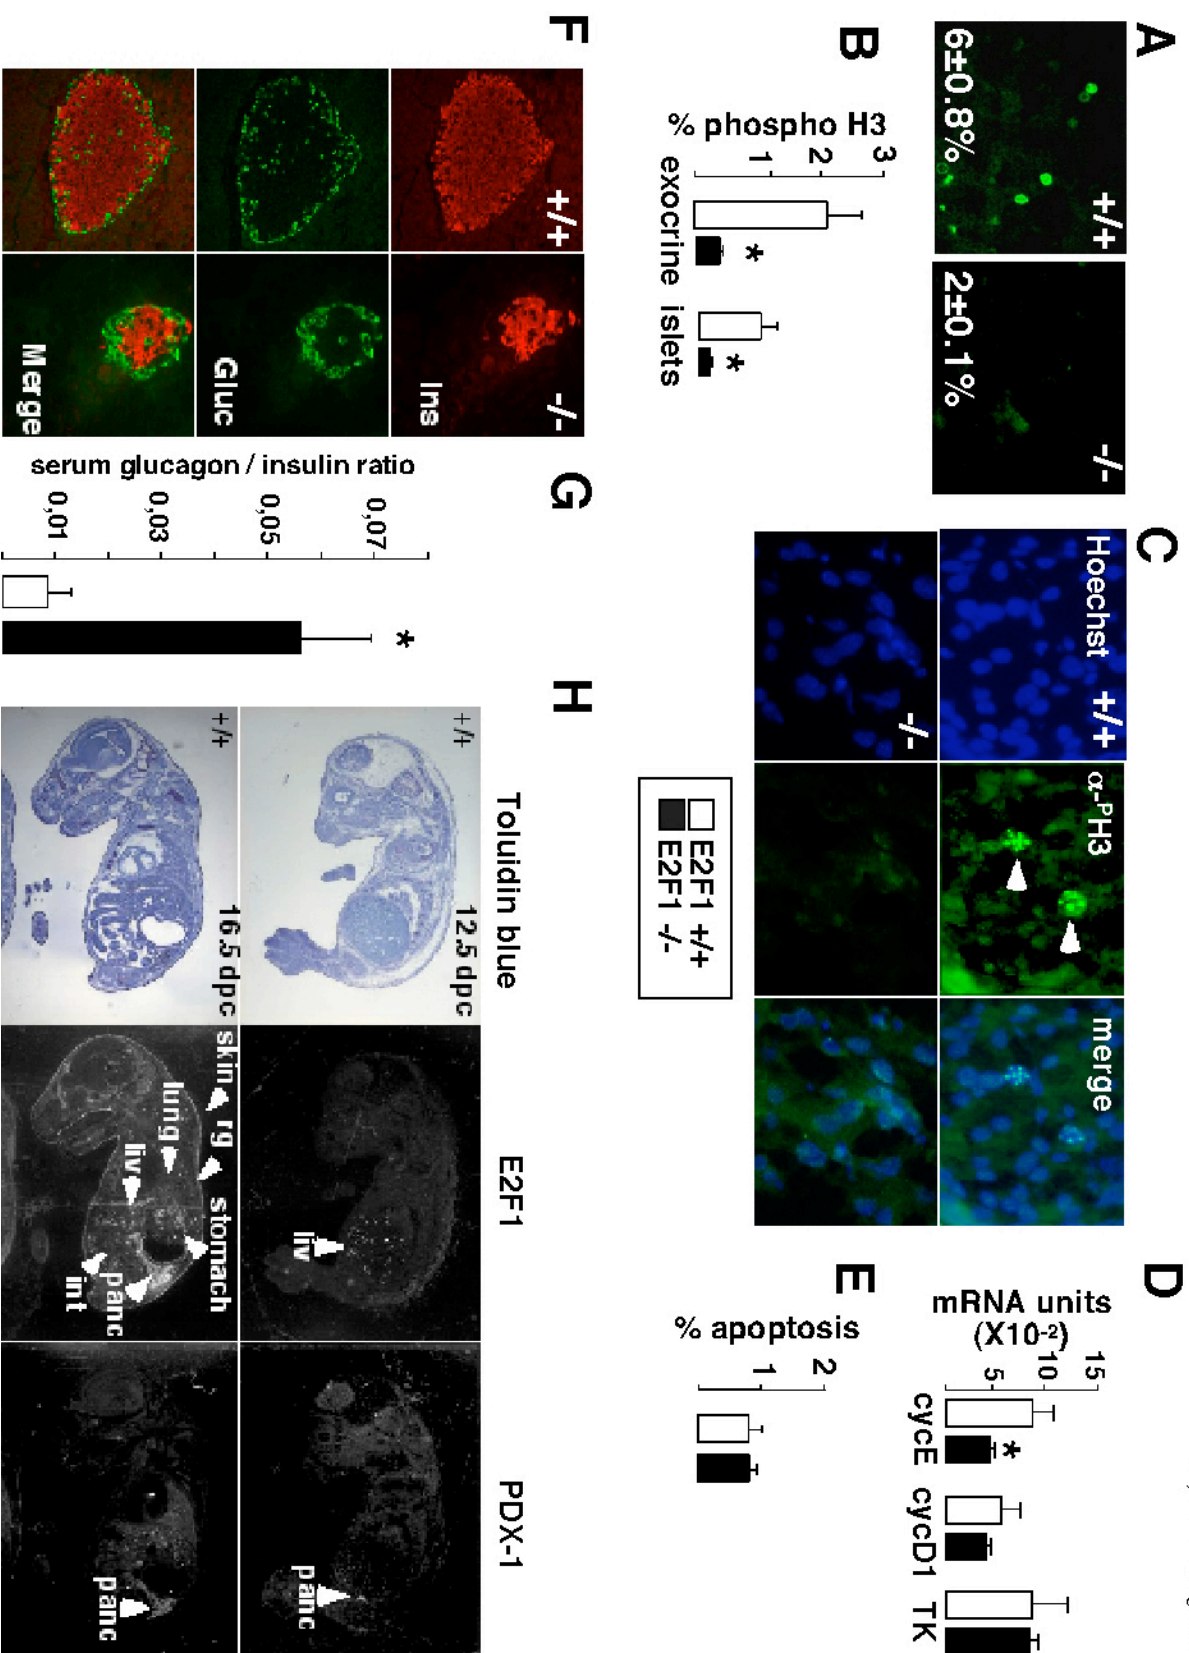 A
+/+
-/-
6±0.8%
2±0.1%
B
% phospho H3
3
2
1
exocrine
islets
*
*
C
Hoechst
+/+
α-PH3
merge
-/-
E2F1 +/+
E2F1 -/-
D
mRNA units
(X10-2)
15
10
5
*
cycE
cycD1
TK
E
% apoptosis
2
1
F
+/+
-/-
Ins
Gluc
Merge
G
serum glucagon / insulin ratio
0,07
0,05
0,03
0,01
*
H
Toluidin blue
E2F1
PDX-1
+/+
12.5 dpc
liv
panc
+/+
16.5 dpc
skin
rg
stomach
lung
liv
panc
int
panc